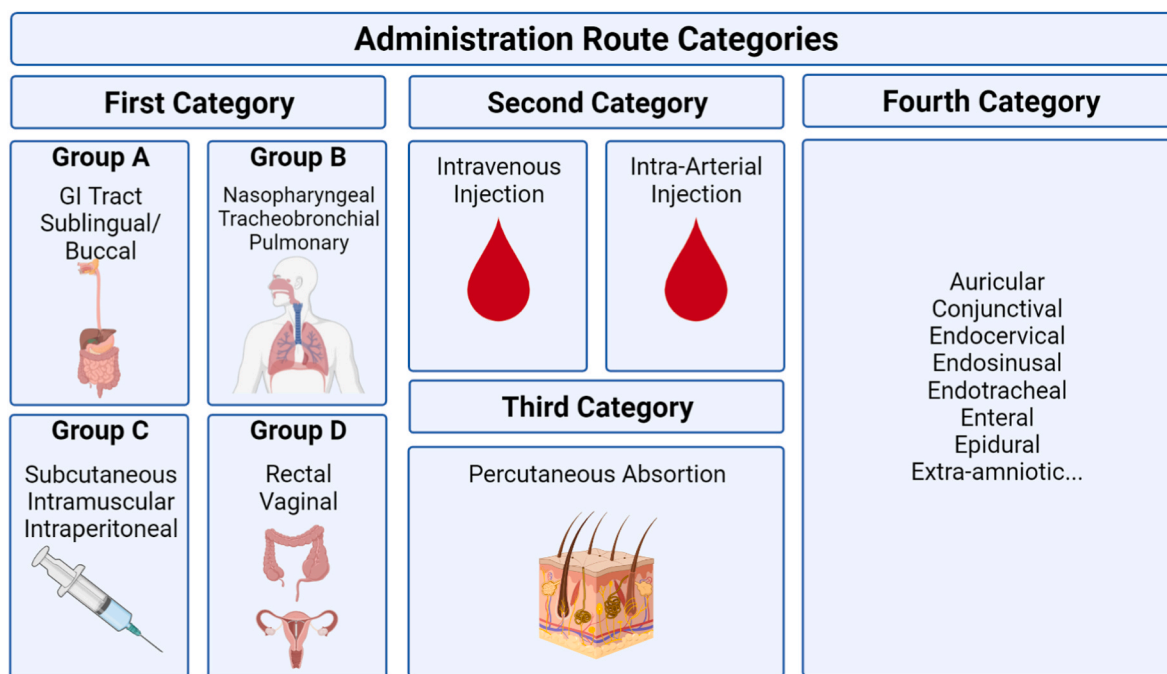 Administration Route Categories
First Category
Group A
GI Tract
Sublingual/
Buccal
Group B
Nasopharyngeal
Tracheobronchial
Pulmonary
Group C
Subcutaneous
Intramuscular
Intraperitoneal
Group D
Rectal
Vaginal
Second Category
Intravenous
Injection
Intra-Arterial
Injection
Third Category
Percutaneous Absortion
Fourth Category
Auricular
Conjunctival
Endocervical
Endosinusal
Endotracheal
Enteral
Epidural
Extra-amniotic...